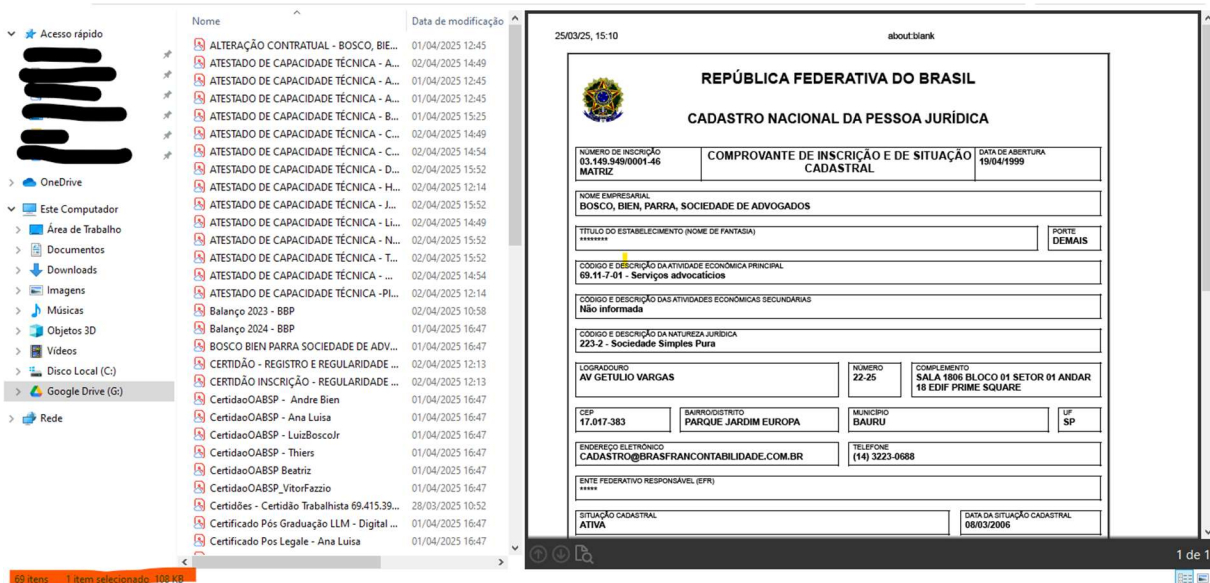 Acesso rápido
OneDrive
Este Computador
Área de Trabalho
Documentos
Downloads
Imagens
Músicas
Objetos 3D
Vídeos
Disco Local (C:)
Google Drive (G:)
Rede
Nome Data de modificação
ALTERAÇÃO CONTRATUAL - BOSCO, BIE... 01/04/2025 12:45
ATESTADO DE CAPACIDADE TÉCNICA - A... 02/04/2025 14:49
ATESTADO DE CAPACIDADE TÉCNICA - A... 01/04/2025 12:45
ATESTADO DE CAPACIDADE TÉCNICA - A... 01/04/2025 12:45
ATESTADO DE CAPACIDADE TÉCNICA - B... 01/04/2025 15:25
ATESTADO DE CAPACIDADE TÉCNICA - C... 02/04/2025 14:49
ATESTADO DE CAPACIDADE TÉCNICA - C... 02/04/2025 14:54
ATESTADO DE CAPACIDADE TÉCNICA - D... 02/04/2025 15:52
ATESTADO DE CAPACIDADE TÉCNICA - H... 02/04/2025 12:14
ATESTADO DE CAPACIDADE TÉCNICA - J... 02/04/2025 15:52
ATESTADO DE CAPACIDADE TÉCNICA - Li... 02/04/2025 14:49
ATESTADO DE CAPACIDADE TÉCNICA - N... 02/04/2025 15:52
ATESTADO DE CAPACIDADE TÉCNICA - T... 02/04/2025 15:52
ATESTADO DE CAPACIDADE TÉCNICA - ... 02/04/2025 14:54
ATESTADO DE CAPACIDADE TÉCNICA -PI... 02/04/2025 12:14
Balanço 2023 - BBP 02/04/2025 10:58
Balanço 2024 - BBP 01/04/2025 16:47
BOSCO BIEN PARRA SOCIEDADE DE ADV... 01/04/2025 16:47
CERTIDÃO - REGISTRO E REGULARIDADE ... 02/04/2025 12:13
CERTIDÃO INSCRIÇÃO - REGULARIDADE ... 02/04/2025 12:13
CertidaoOABSP - Andre Bien 01/04/2025 16:47
CertidaoOABSP - Ana Luisa 01/04/2025 16:47
CertidaoOABSP - LuizBoscoJr 01/04/2025 16:47
CertidaoOABSP - Thiers 01/04/2025 16:47
CertidaoOABSP Beatriz 01/04/2025 16:47
CertidaoOABSP_VitorFazzio 01/04/2025 16:47
Certidões - Certidão Trabalhista 69.415.39... 28/03/2025 10:52
Certificado Pós Graduação LLM - Digital ... 01/04/2025 16:47
Certificado Pos Legale - Ana Luisa 01/04/2025 16:47
69 itens 1 item selecionado 108 KB
25/03/25, 15:10 about:blank
REPÚBLICA FEDERATIVA DO BRASIL
CADASTRO NACIONAL DA PESSOA JURÍDICA
NÚMERO DE INSCRIÇÃO
03.149.949/0001-46
MATRIZ
COMPROVANTE DE INSCRIÇÃO E DE SITUAÇÃO
CADASTRAL
DATA DE ABERTURA
19/04/1999
NOME EMPRESARIAL
BOSCO, BIEN, PARRA, SOCIEDADE DE ADVOGADOS
TÍTULO DO ESTABELECIMENTO (NOME DE FANTASIA)
********
PORTE
DEMAIS
CÓDIGO E DESCRIÇÃO DA ATIVIDADE ECONÔMICA PRINCIPAL
69.11-7-01 - Serviços advocatícios
CÓDIGO E DESCRIÇÃO DAS ATIVIDADES ECONÔMICAS SECUNDÁRIAS
Não informada
CÓDIGO E DESCRIÇÃO DA NATUREZA JURÍDICA
223-2 - Sociedade Simples Pura
LOGRADOURO
AV GETULIO VARGAS
NÚMERO
22-25
COMPLEMENTO
SALA 1806 BLOCO 01 SETOR 01 ANDAR
18 EDIF PRIME SQUARE
CEP
17.017-383
BAIRRO/DISTRITO
PARQUE JARDIM EUROPA
MUNICÍPIO
BAURU
UF
SP
ENDEREÇO ELETRÔNICO
CADASTRO@BRASFRANCONTABILIDADE.COM.BR
TELEFONE
(14) 3223-0688
ENTE FEDERATIVO RESPONSÁVEL (EFR)
*****
SITUAÇÃO CADASTRAL
ATIVA
DATA DA SITUAÇÃO CADASTRAL
08/03/2006
1 de 1